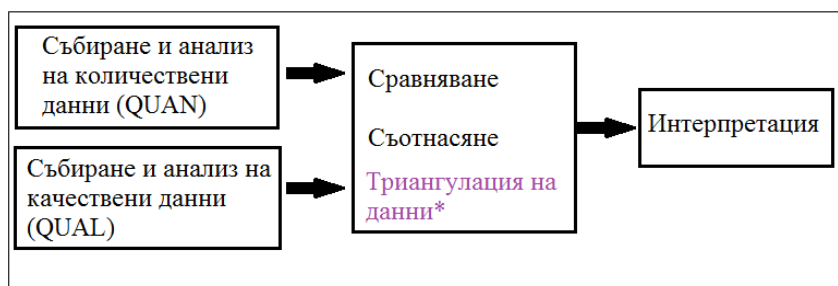 Събиране и анализ
на количествени
данни (QUAN)
Събиране и анализ на
качествени данни
(QUAL)
Сравняване
Съотнасяне
Триангулация на
данни*
Интерпретация